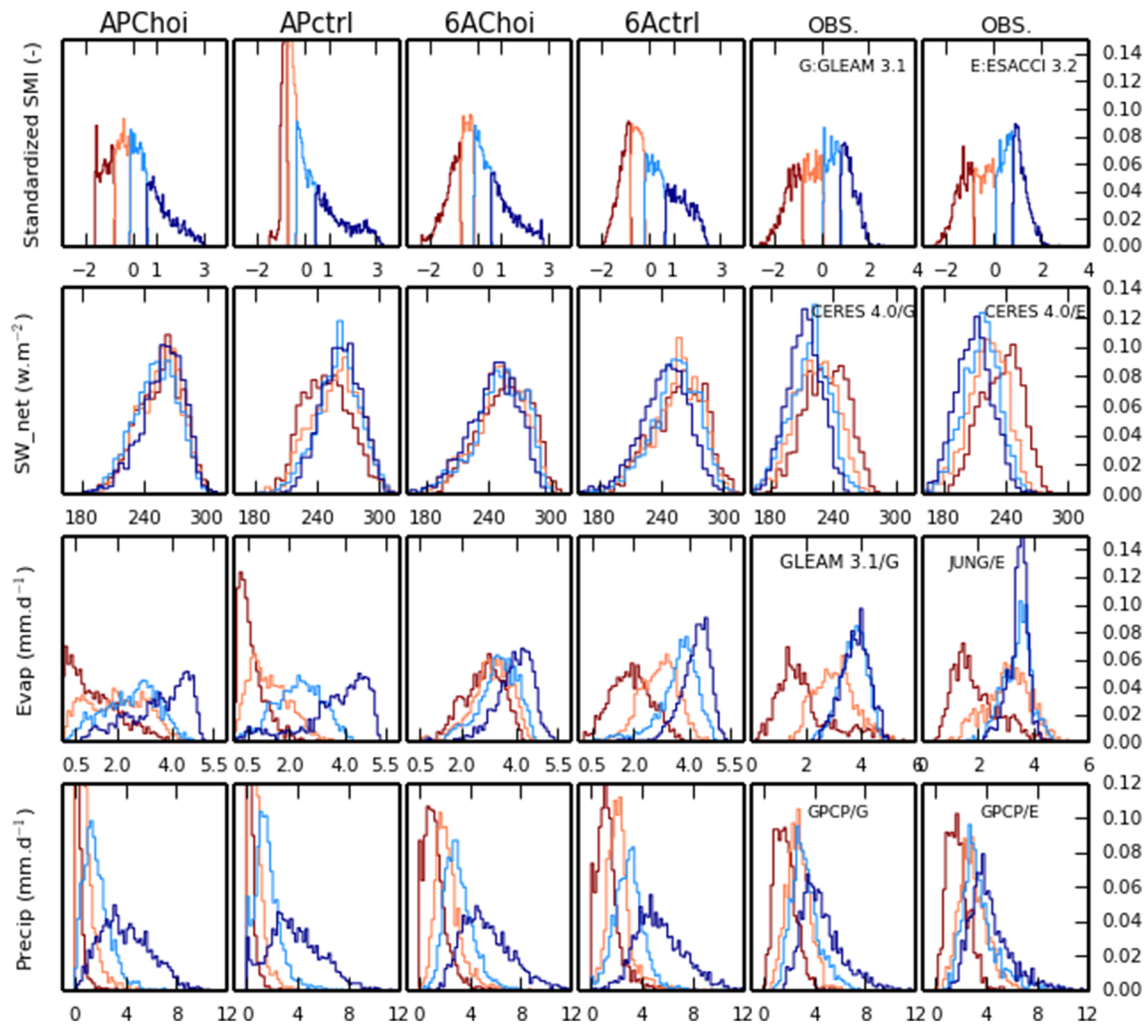 APChoi APctrl 6AChoi 6Actrl OBS. OBS.
Standardized SMI (-)
G:GLEAM 3.1 E:ESACCI 3.2
0.14
0.12
0.10
0.08
0.06
0.04
0.02
0.00
−2 0 1 3 −2 0 1 3 −2 0 1 3 −2 0 1 3 −2 0 2 4 −2 0 2 4
SW_net (w.m⁻²)
CERES 4.0/G CERES 4.0/E
0.14
0.12
0.10
0.08
0.06
0.04
0.02
0.00
180 240 300 180 240 300 180 240 300 180 240 300 180 240 300 180 240 300
Evap (mm.d⁻¹)
GLEAM 3.1/G JUNG/E
0.14
0.12
0.10
0.08
0.06
0.04
0.02
0.00
0.5 2.0 4.0 5.5 0.5 2.0 4.0 5.5 0.5 2.0 4.0 5.5 0.5 2.0 4.0 5.5 0 2 4 6 0 2 4 6
Precip (mm.d⁻¹)
GPCP/G GPCP/E
0.12
0.10
0.08
0.06
0.04
0.02
0.00
0 4 8 12 0 4 8 12 0 4 8 12 0 4 8 12 0 4 8 12 0 4 8 12